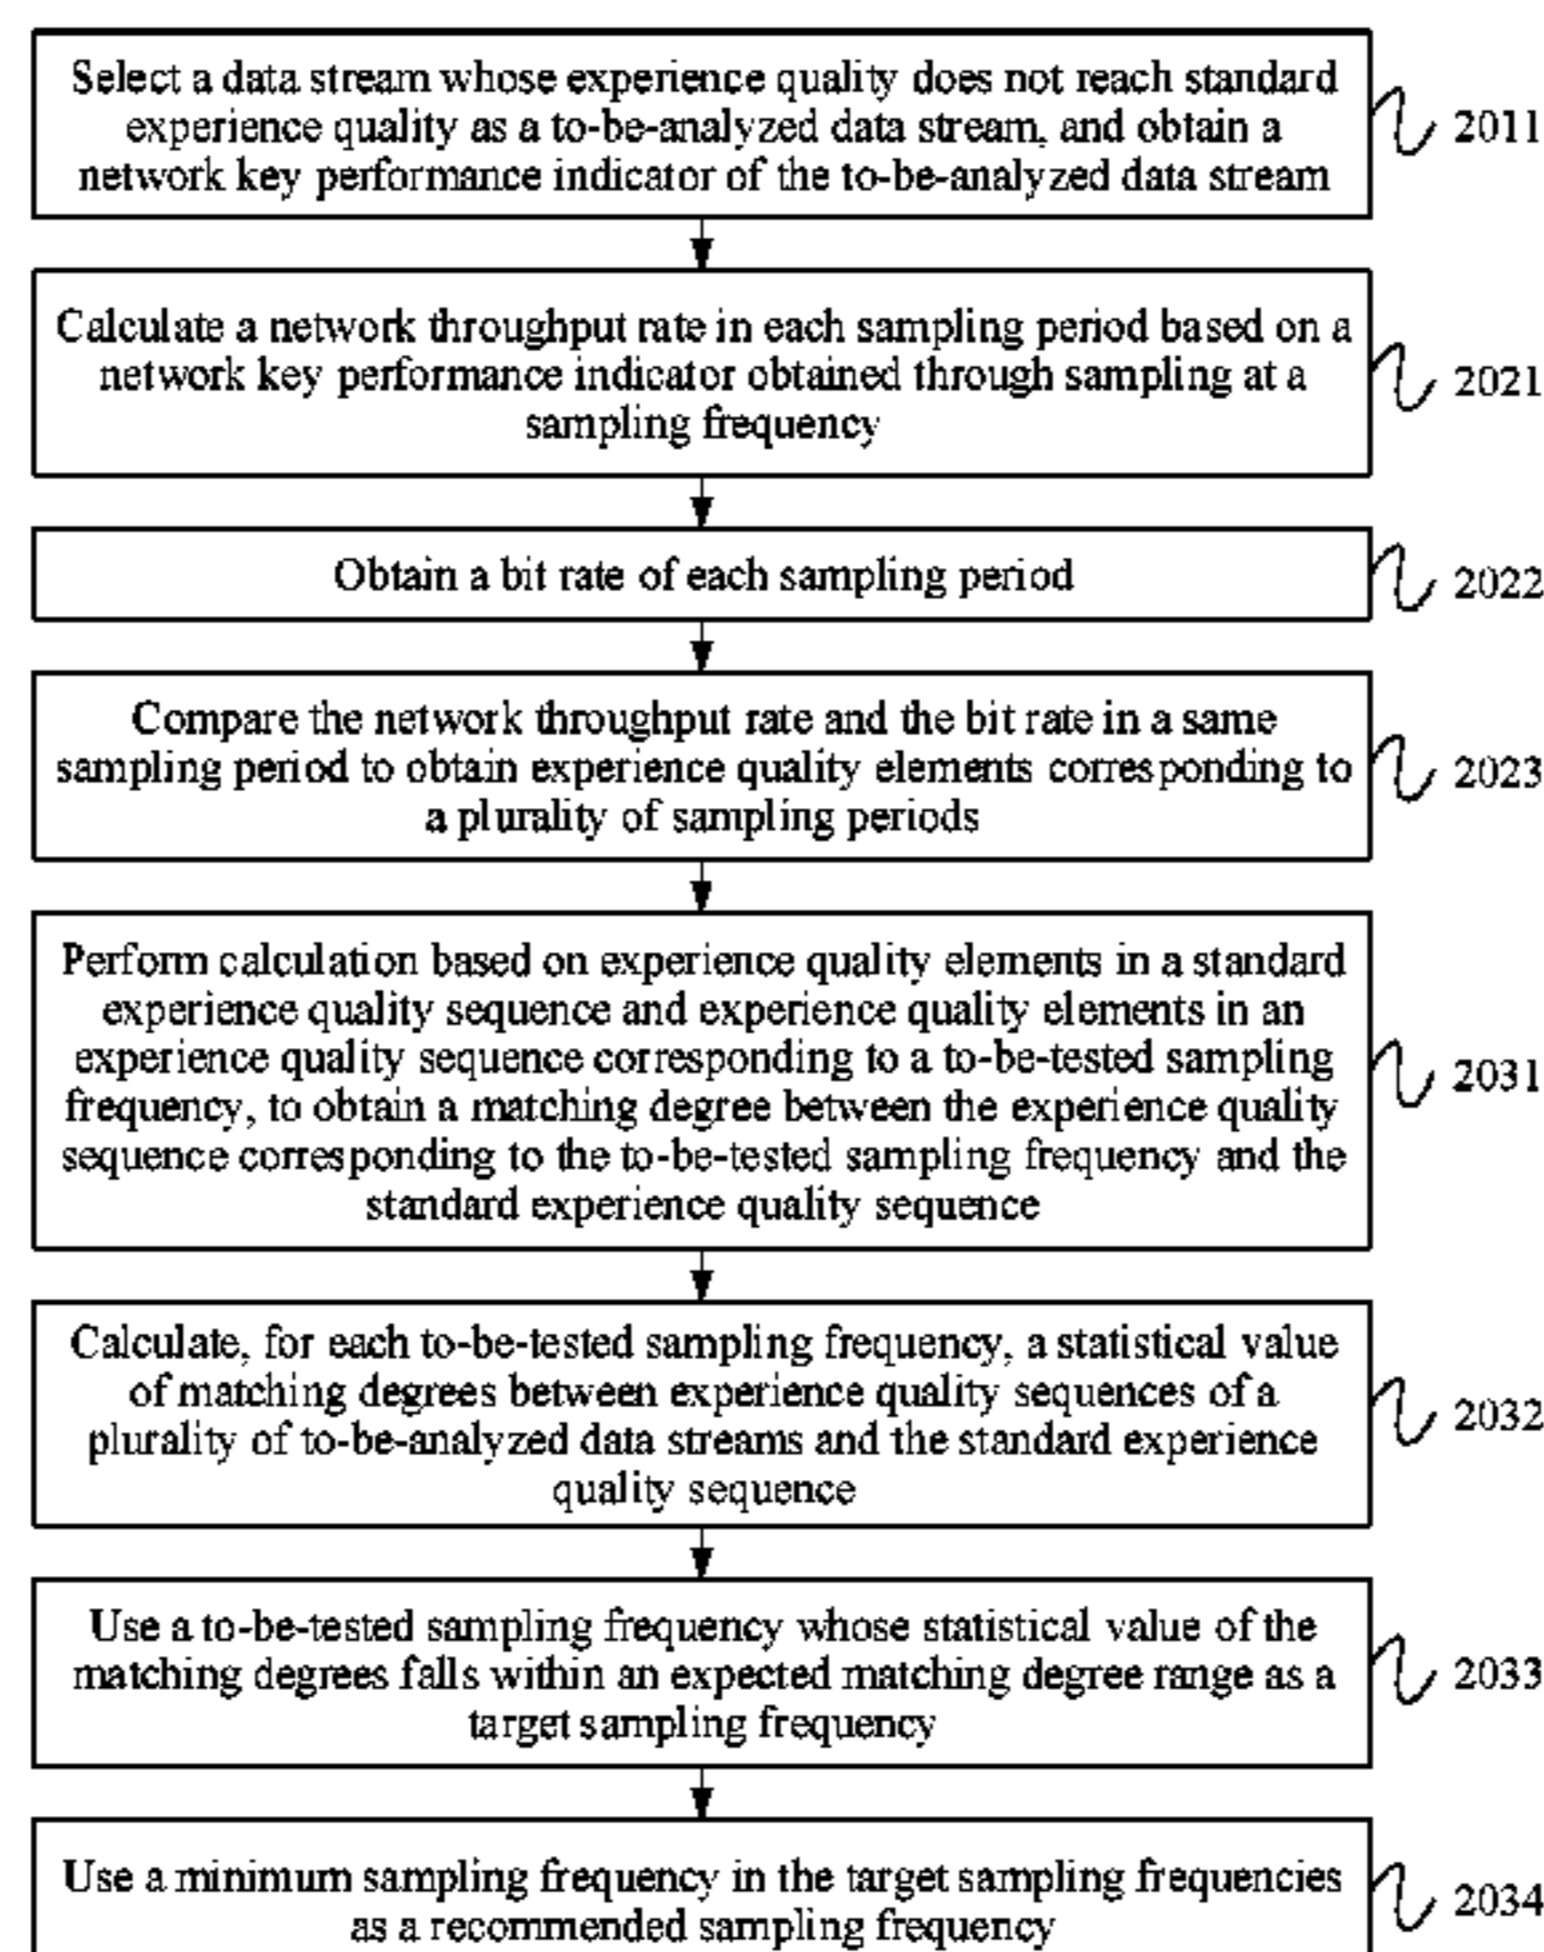 Select a data stream whose experience quality does not reach standard
experience quality as a to-be-analyzed data stream, and obtain a
network key performance indicator of the to-be-analyzed data stream
2011
Calculate a network throughput rate in each sampling period based on a
network key performance indicator obtained through sampling at a
sampling frequency
2021
Obtain a bit rate of each sampling period
2022
Compare the network throughput rate and the bit rate in a same
sampling period to obtain experience quality elements corresponding to
a plurality of sampling periods
2023
Perform calculation based on experience quality elements in a standard
experience quality sequence and experience quality elements in an
experience quality sequence corresponding to a to-be-tested sampling
frequency, to obtain a matching degree between the experience quality
sequence corresponding to the to-be-tested sampling frequency and the
standard experience quality sequence
2031
Calculate, for each to-be-tested sampling frequency, a statistical value
of matching degrees between experience quality sequences of a
plurality of to-be-analyzed data streams and the standard experience
quality sequence
2032
Use a to-be-tested sampling frequency whose statistical value of the
matching degrees falls within an expected matching degree range as a
target sampling frequency
2033
Use a minimum sampling frequency in the target sampling frequencies
as a recommended sampling frequency
2034